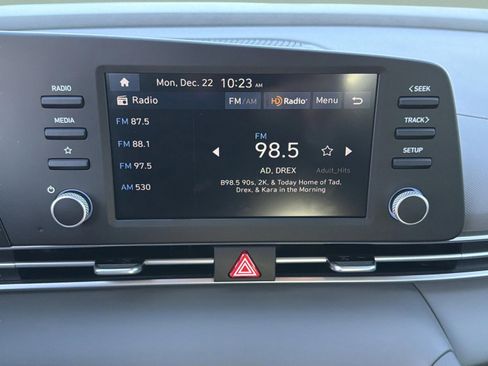 Mon, Dec. 22 10:23 AM
RADIO
Radio
FM/AM
HD Radio
Menu
<SEEK
FM 87.5
MEDIA
FM 88.1
FM
98.5
TRACK>
FM 97.5
SETUP
AD, DREX
Adult_Hits
AM 530
B98.5 90s, 2K, & Today Home of Tad,
Drex, & Kara in the Morning